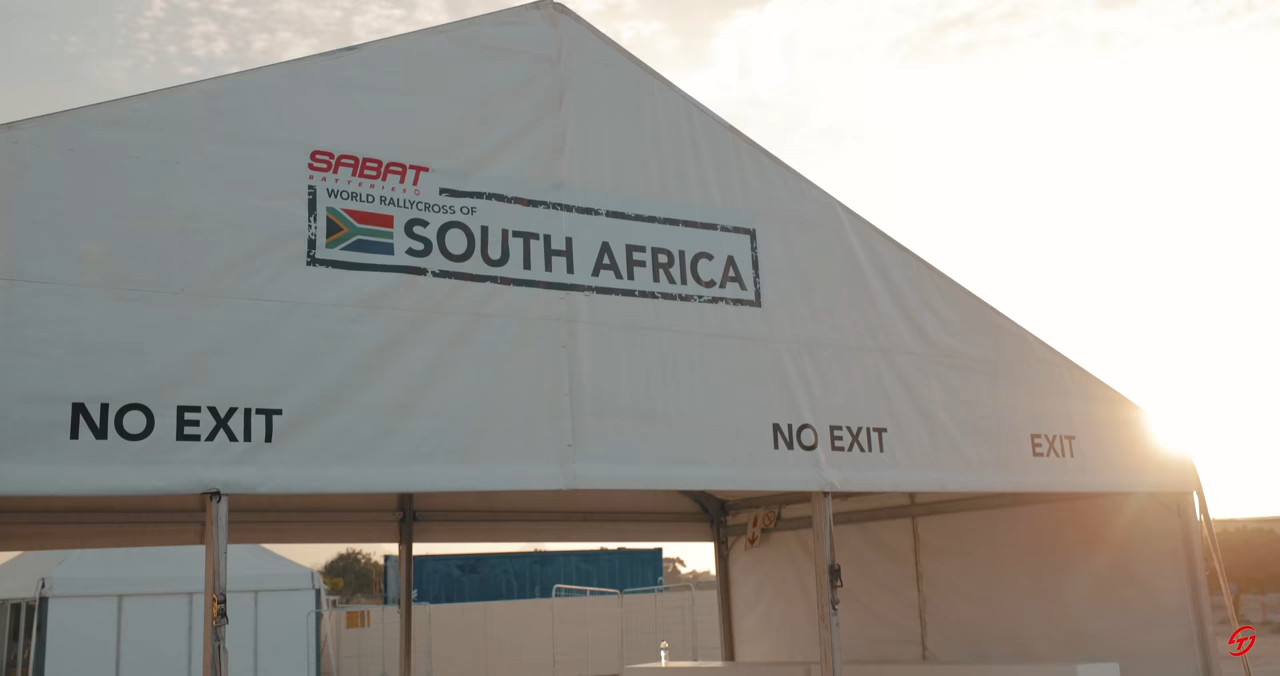 SABAT
BATTERIES
WORLD RALLYCROSS OF
SOUTH AFRICA
NO EXIT
NO EXIT
EXIT